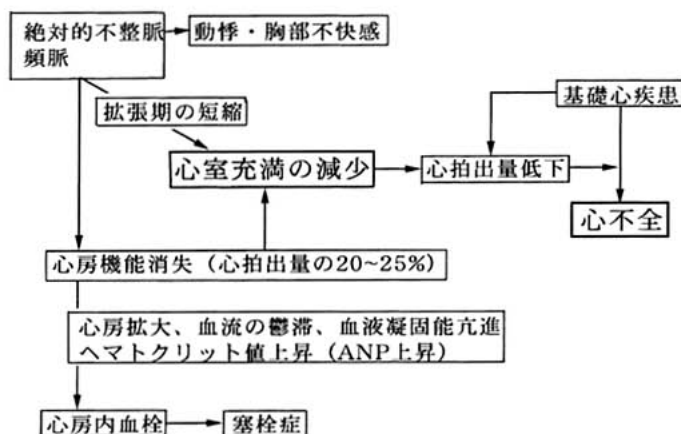 絶対的不整脈
頻脈
動悸・胸部不快感
拡張期の短縮
基礎心疾患
心室充満の減少
心拍出量低下
心不全
心房機能消失（心拍出量の20~25%）
心房拡大、血流の鬱滞、血液凝固能亢進
ヘマトクリット値上昇（ANP上昇）
心房内血栓
塞栓症